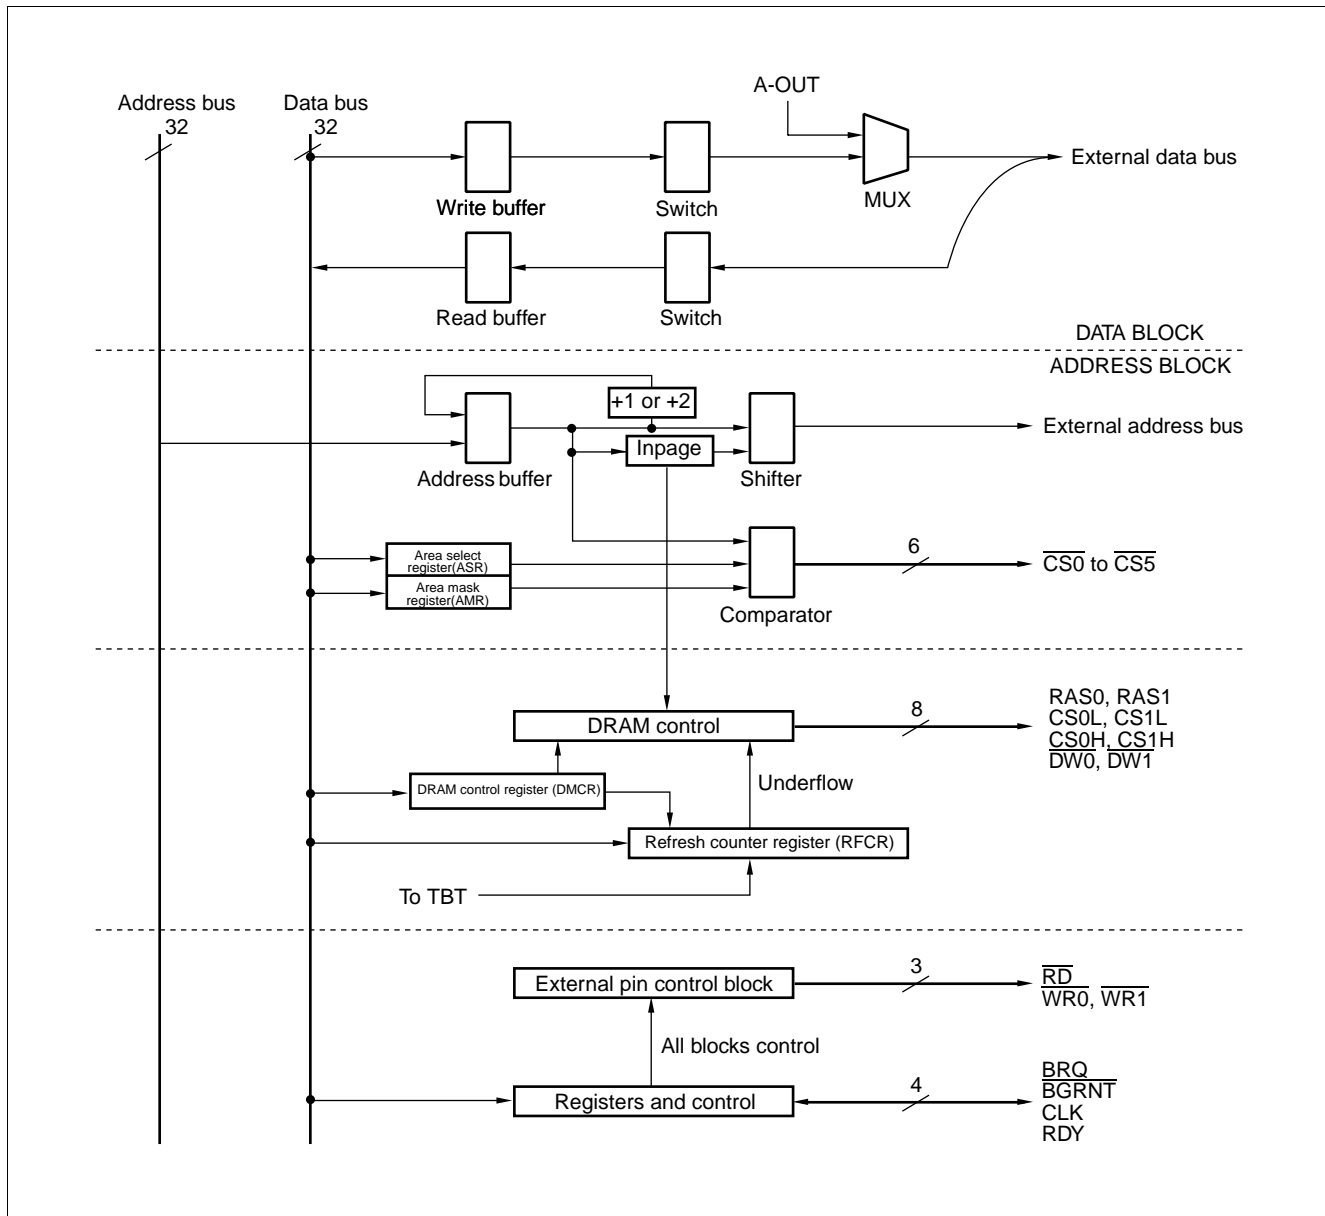 A-OUT
Address bus
Data bus
32
32
External data bus
MUX
Write buffer
Switch
Read buffer
Switch
DATA BLOCK
ADDRESS BLOCK
+1 or +2
External address bus
Inpage
Address buffer
Shifter
Area select
register(ASR)
6
CS0 to CS5
Area mask
register(AMR)
Comparator
RAS0, RAS1
8
CS0L, CS1L
DRAM control
CS0H, CS1H
DW0, DW1
Underflow
DRAM control register (DMCR)
Refresh counter register (RFCR)
To TBT
3
RD
External pin control block
WR0, WR1
All blocks control
BRQ
4
BGRNT
Registers and control
CLK
RDY